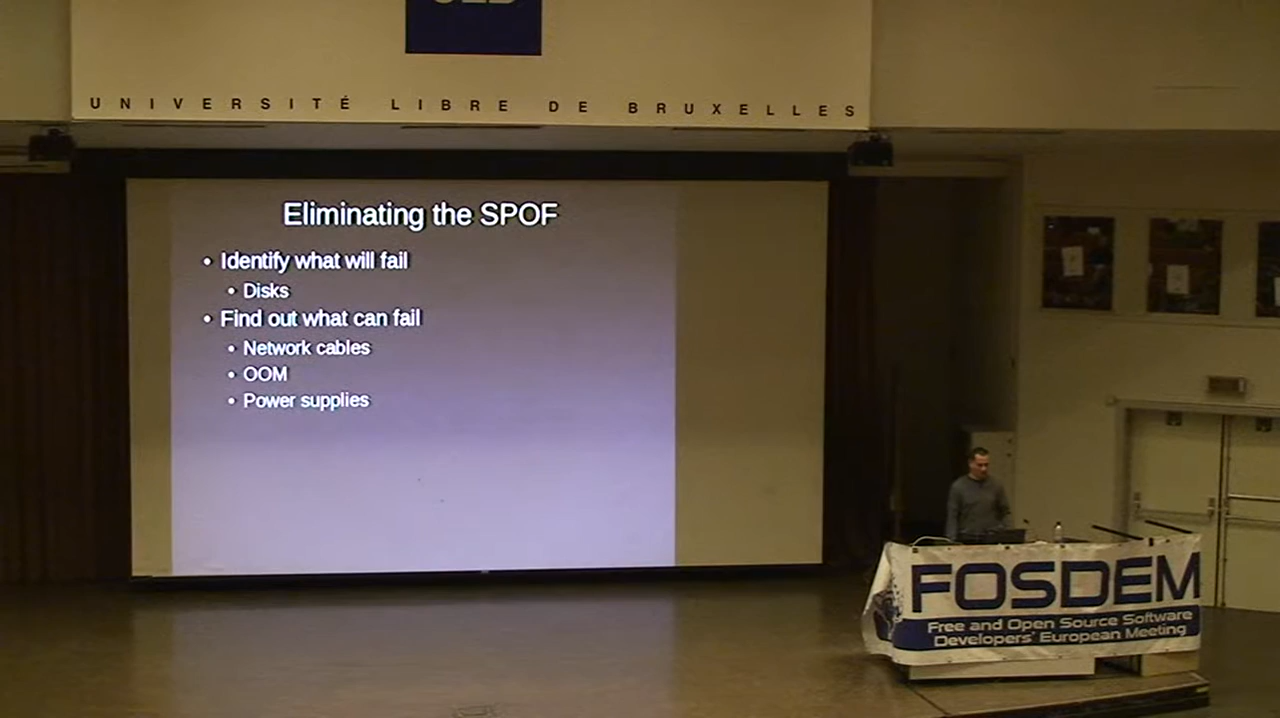 UNIVERSITÉ LIBRE DE BRUXELLES
Eliminating the SPOF
• Identify what will fail
• Disks
• Find out what can fail
• Network cables
• OOM
• Power supplies
FOSDEM
Free and Open Source Software
Developers' European Meeting